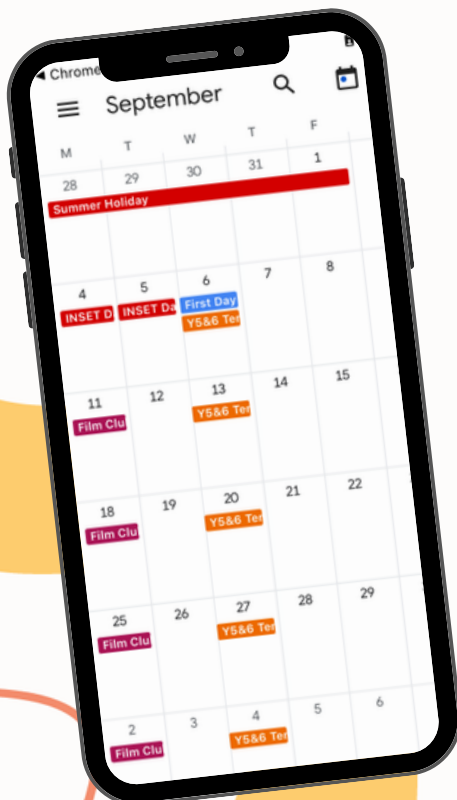 ◀ Chrome
September
M T W T F
28 29 30 31 1
Summer Holiday
4 5 6 7 8
INSET D INSET Da First Day
Y5&6 Ter
11 12 13 14 15
Film Clu Y5&6 Ter
18 19 20 21 22
Film Clu Y5&6 Ter
25 26 27 28 29
Film Clu Y5&6 Ter
2 3 4 5 6
Film Clu Y5&6 Ter